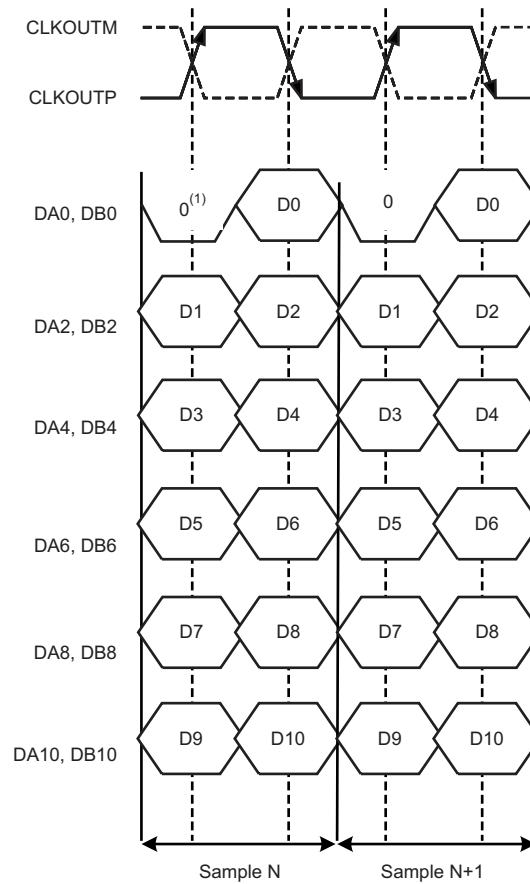 CLKOUTM
CLKOUTP
DA0, DB0 0(1) D0 0 D0
DA2, DB2 D1 D2 D1 D2
DA4, DB4 D3 D4 D3 D4
DA6, DB6 D5 D6 D5 D6
DA8, DB8 D7 D8 D7 D8
DA10, DB10 D9 D10 D9 D10
Sample N Sample N+1